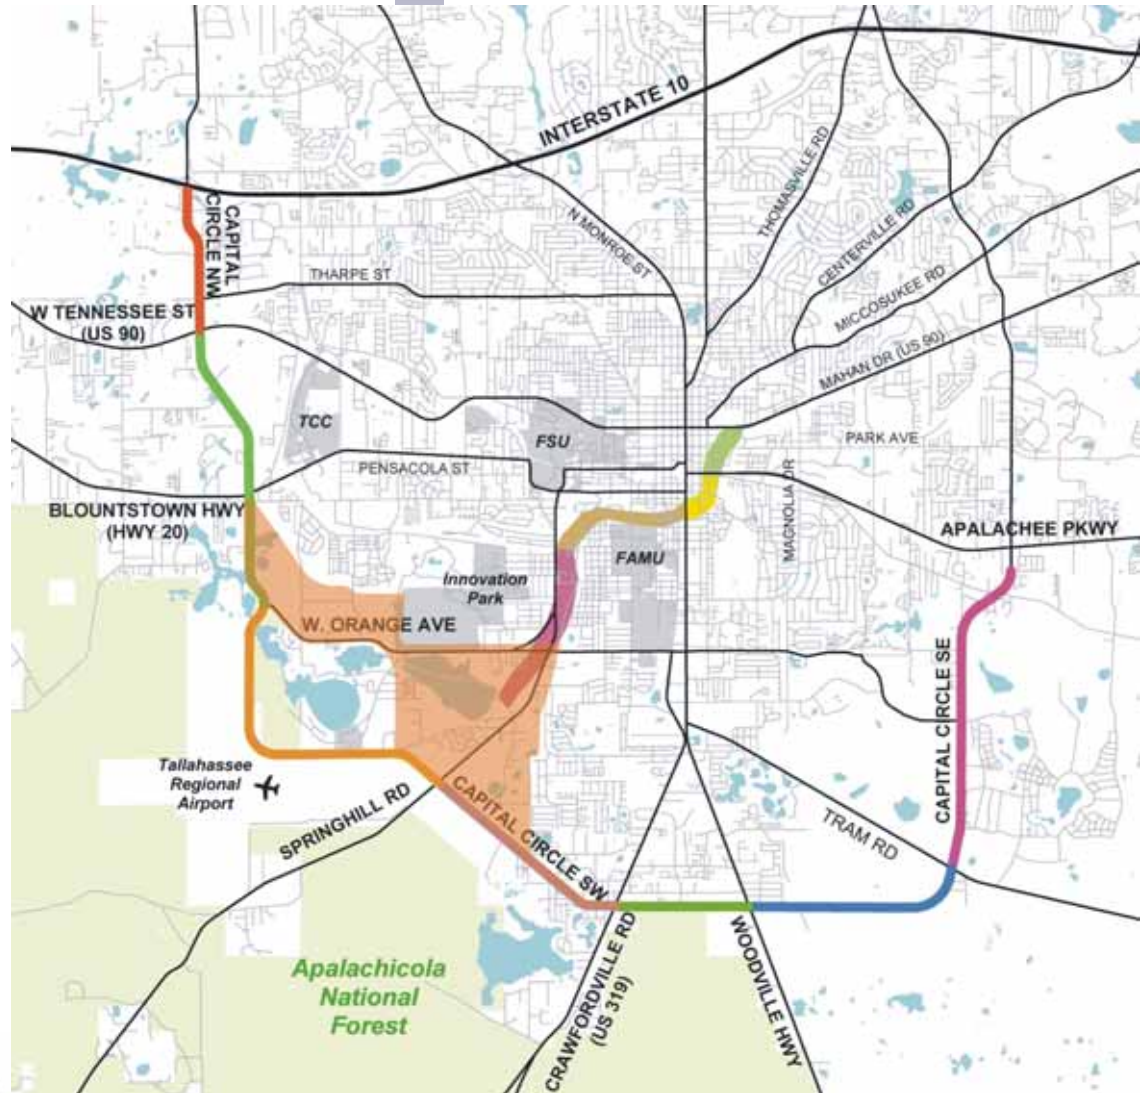 INTERSTATE 10
CAPITAL
CIRCLE NW
N MONROE ST
THOMASVILLE RD
CENTERVILLE RD
MICCOSUKEE RD
THARPE ST
W TENNESSEE ST
(US 90)
MAHAN DR (US 90)
TCC
FSU
PARK AVE
PENSACOLA ST
MAGNOLIA DR
BLOUNTSTOWN HWY
(HWY 20)
APALACHEE PKWY
Innovation
Park
FAMU
W. ORANGE AVE
CAPITAL CIRCLE SE
Tallahassee
Regional
Airport
SPRINGHILL RD
CAPITAL CIRCLE SW
TRAM RD
Apalachicola
National
Forest
CRAWFORDVILLE RD
(US 319)
WOODVILLE HWY